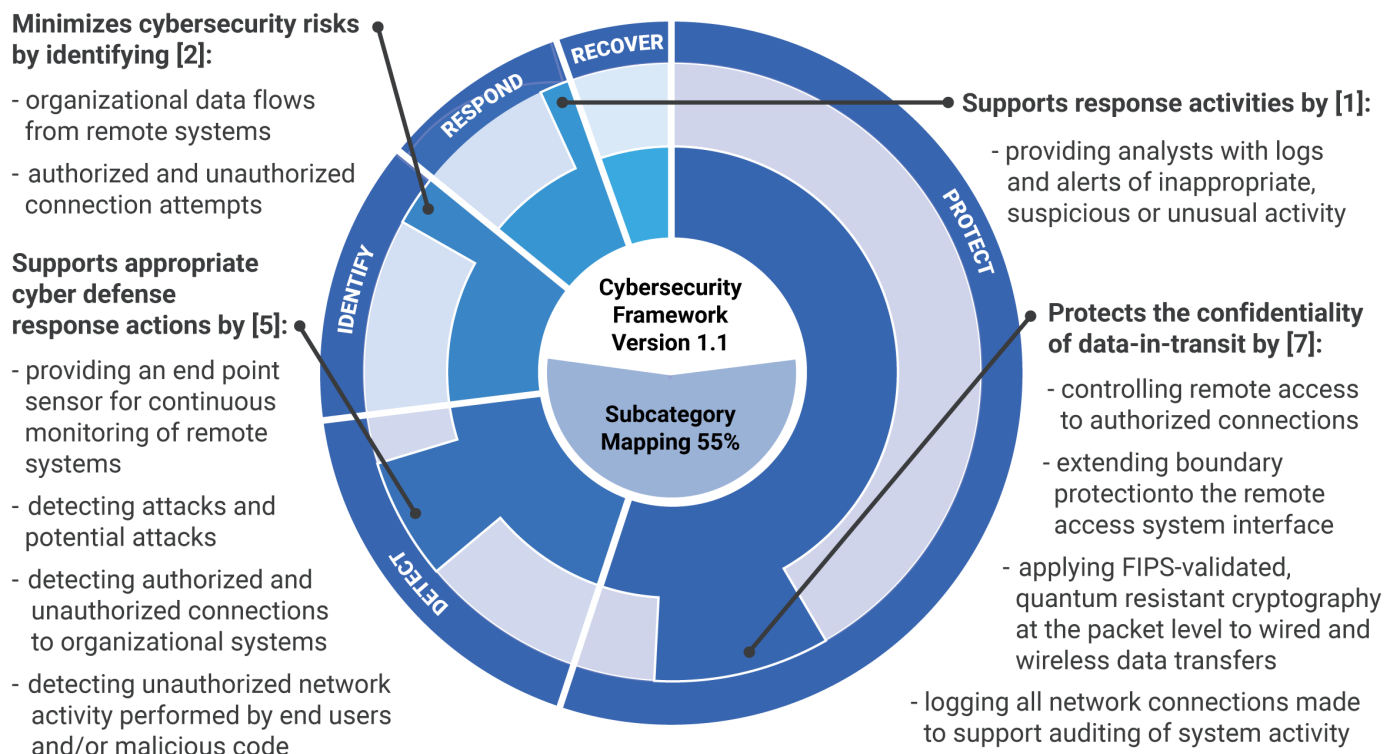 Minimizes cybersecurity risks
by identifying [2]:
- organizational data flows
from remote systems
- authorized and unauthorized
connection attempts
Supports appropriate
cyber defense
response actions by [5]:
- providing an end point
sensor for continuous
monitoring of remote
systems
- detecting attacks and
potential attacks
- detecting authorized and
unauthorized connections
to organizational systems
- detecting unauthorized network
activity performed by end users
and/or malicious code
RECOVER
RESPOND
IDENTIFY
DETECT
PROTECT
Cybersecurity
Framework
Version 1.1
Subcategory
Mapping 55%
Supports response activities by [1]:
- providing analysts with logs
and alerts of inappropriate,
suspicious or unusual activity
Protects the confidentiality
of data-in-transit by [7]:
- controlling remote access
to authorized connections
- extending boundary
protectionto the remote
access system interface
- applying FIPS-validated,
quantum resistant cryptography
at the packet level to wired and
wireless data transfers
- logging all network connections made
to support auditing of system activity